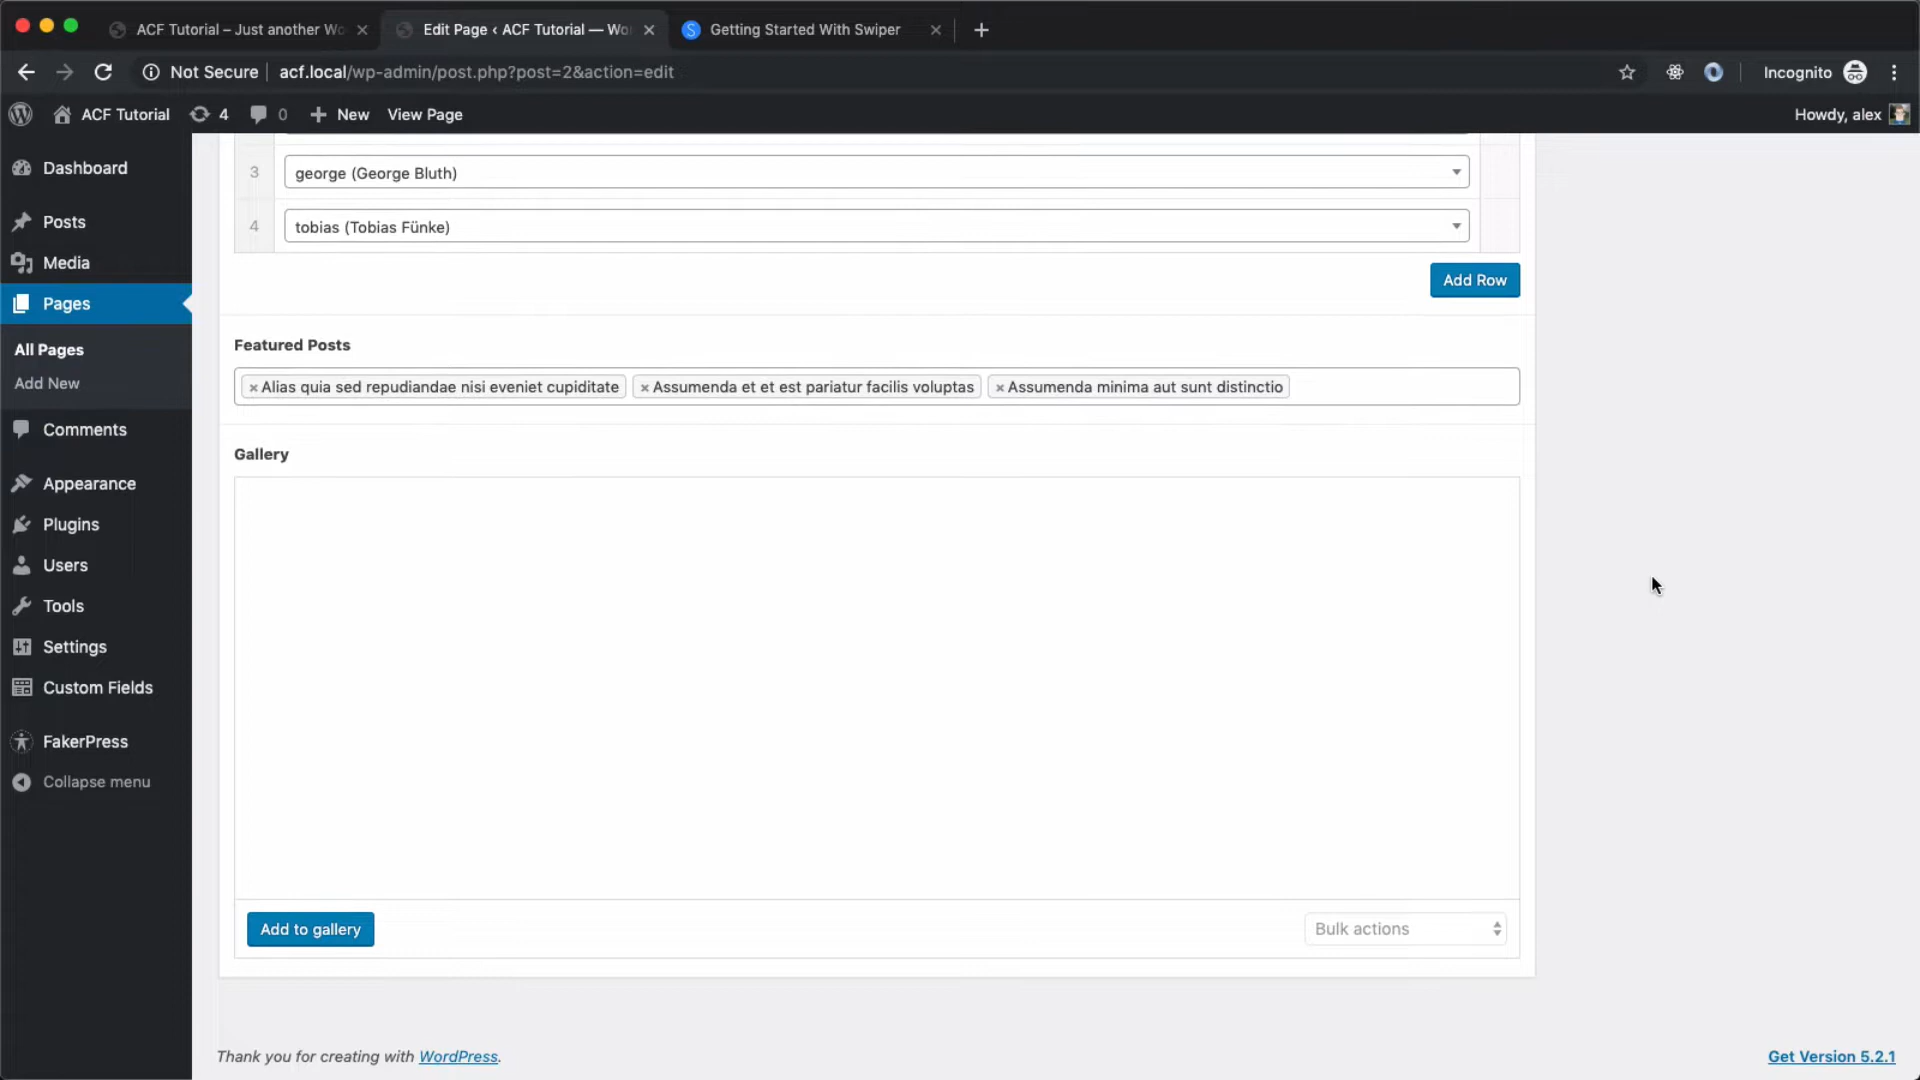 ACF Tutorial – Just another Wo
Edit Page ‹ ACF Tutorial — Wo
Getting Started With Swiper
Not Secure
acf.local/wp-admin/post.php?post=2&action=edit
Incognito
ACF Tutorial
4
0
New
View Page
Howdy, alex
Dashboard
Posts
Media
Pages
All Pages
Add New
Comments
Appearance
Plugins
Users
Tools
Settings
Custom Fields
FakerPress
Collapse menu
3
george (George Bluth)
4
tobias (Tobias Fünke)
Add Row
Featured Posts
×Alias quia sed repudiandae nisi eveniet cupiditate
×Assumenda et et est pariatur facilis voluptas
×Assumenda minima aut sunt distinctio
Gallery
Add to gallery
Bulk actions
Thank you for creating with WordPress.
Get Version 5.2.1